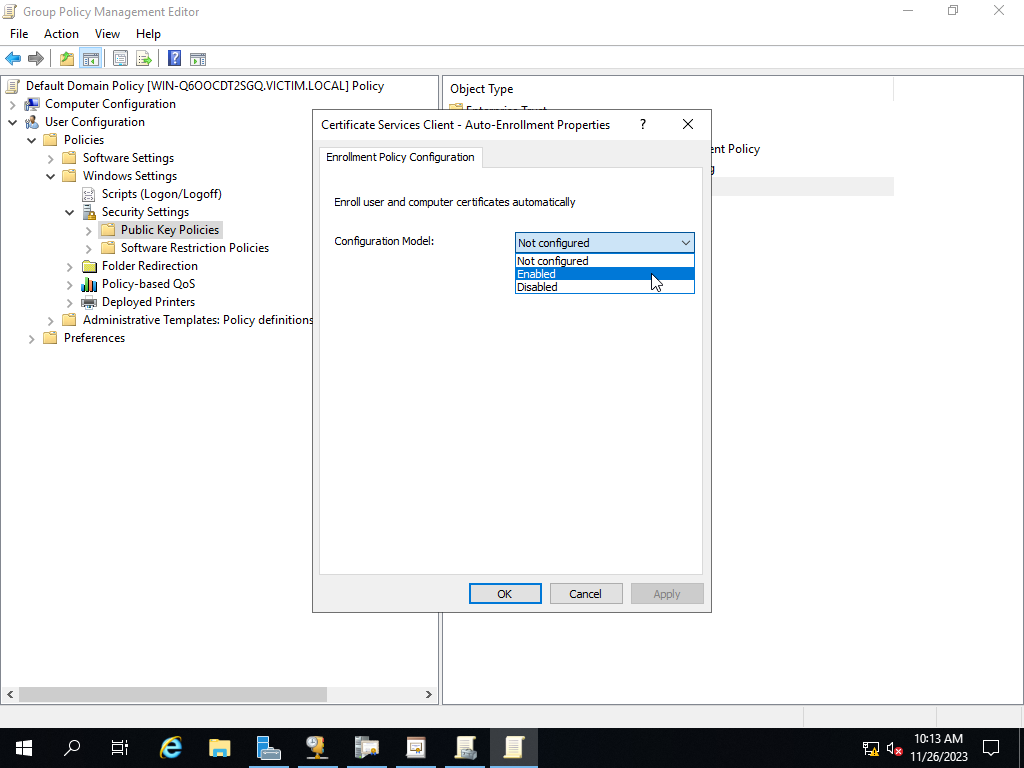 Group Policy Management Editor
File Action View Help
Default Domain Policy [WIN-Q6OOCDT2SGQ.VICTIM.LOCAL] Policy
Computer Configuration
User Configuration
Policies
Software Settings
Windows Settings
Scripts (Logon/Logoff)
Security Settings
Public Key Policies
Software Restriction Policies
Folder Redirection
Policy-based QoS
Deployed Printers
Administrative Templates: Policy definitions
Preferences
Object Type
ent Policy
g
Certificate Services Client - Auto-Enrollment Properties
Enrollment Policy Configuration
Enroll user and computer certificates automatically
Configuration Model: Not configured
Not configured
Enabled
Disabled
OK Cancel Apply
10:13 AM
11/26/2023